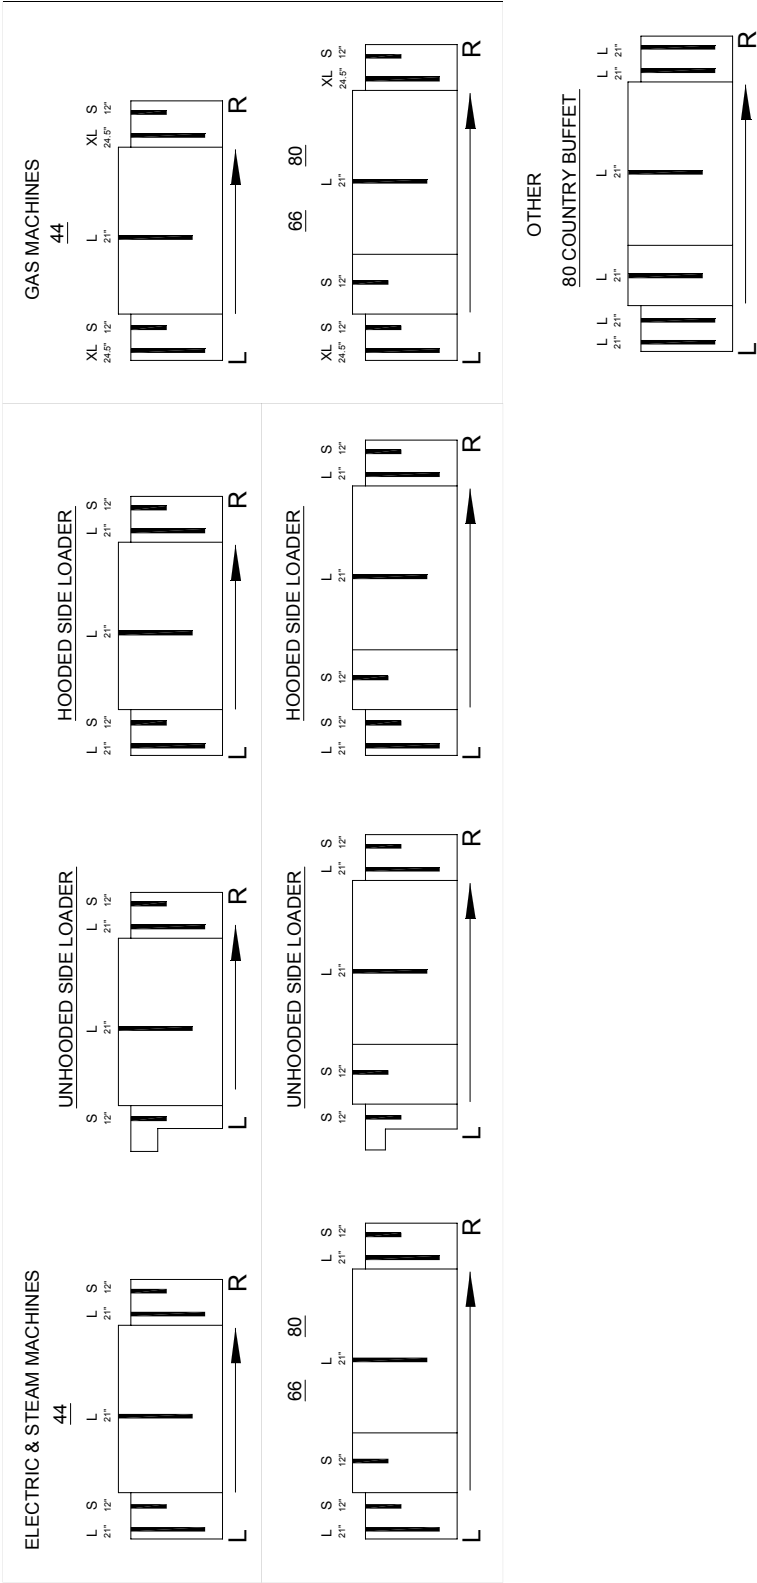 ELECTRIC & STEAM MACHINES
44
L S L L S
21" 12" 21" 21" 12"
L R
UNHOODED SIDE LOADER
S L L S
12" 21" 21" 12"
L R
HOODED SIDE LOADER
L S L L S
21" 12" 21" 21" 12"
L R
GAS MACHINES
44
XL S L XL S
24.5" 12" 21" 24.5" 12"
L R
66 80
L S S L L S
21" 12" 12" 21" 21" 12"
L R
UNHOODED SIDE LOADER
S S L L S
12" 12" 21" 21" 12"
L R
HOODED SIDE LOADER
L S S L L S
21" 12" 12" 21" 21" 12"
L R
66 80
XL S S L XL S
24.5" 12" 12" 21" 24.5" 12"
L R
OTHER
80 COUNTRY BUFFET
L L L L L L
21" 21" 21" 21" 21" 21"
L R